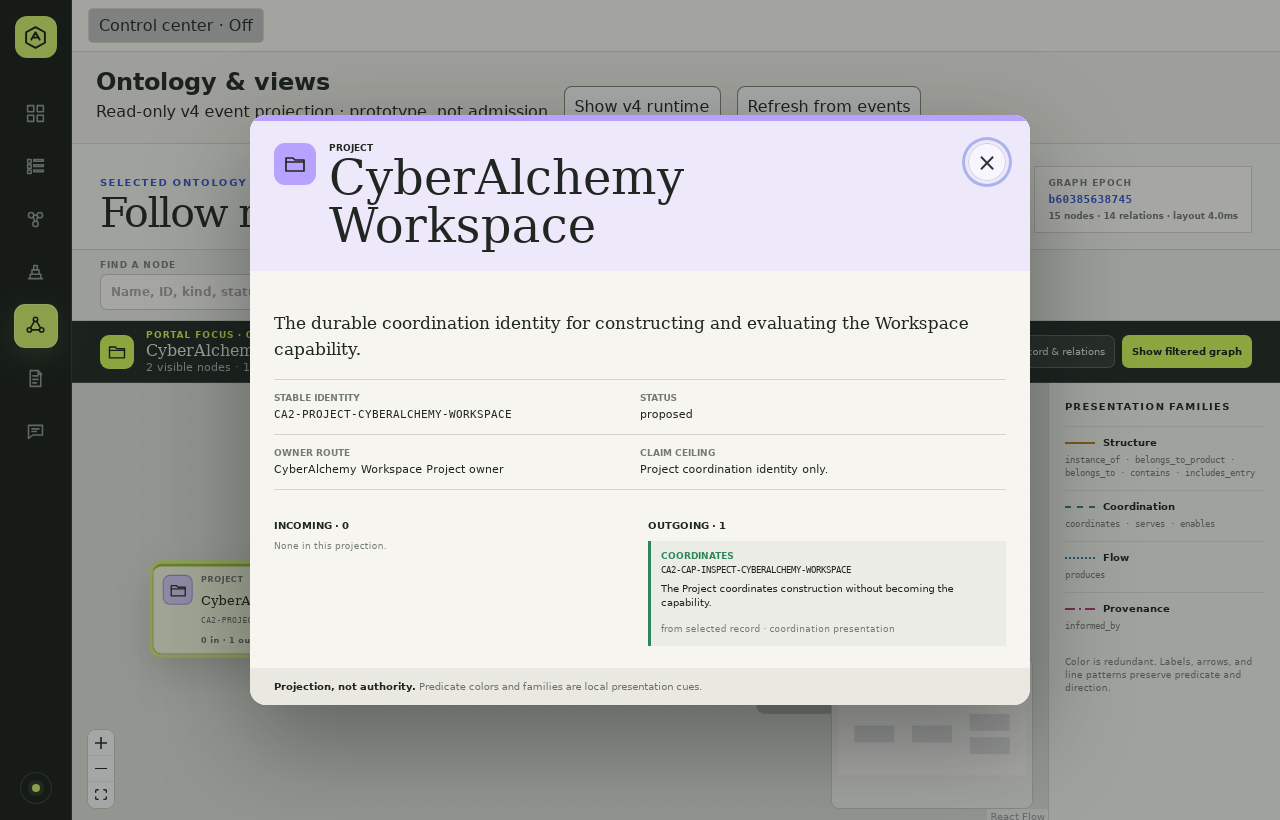 Control center · Off
Ontology & views
Read-only v4 event projection · prototype, not admission
Show v4 runtime
Refresh from events
SELECTED ONTOLOGY
Follow
GRAPH EPOCH
b60385638745
15 nodes · 14 relations · layout 4.0ms
FIND A NODE
Name, ID, kind,
PORTAL FOCUS ·
2 visible nodes ·
& relations
Show filtered graph
PROJECT
CyberAlchemy
Workspace
The durable coordination identity for constructing and evaluating the Workspace
capability.
STABLE IDENTITY
CA2-PROJECT-CYBERALCHEMY-WORKSPACE
STATUS
proposed
OWNER ROUTE
CyberAlchemy Workspace Project owner
CLAIM CEILING
Project coordination identity only.
INCOMING · 0
None in this projection.
OUTGOING · 1
COORDINATES
CA2-CAP-INSPECT-CYBERALCHEMY-WORKSPACE
The Project coordinates construction without becoming the
capability.
from selected record · coordination presentation
Projection, not authority. Predicate colors and families are local presentation cues.
PROJECT
0 in · 1
PRESENTATION FAMILIES
Structure
instance_of · belongs_to_product ·
belongs_to · contains · includes_entry
Coordination
coordinates · serves · enables
Flow
produces
Provenance
informed_by
Color is redundant. Labels, arrows, and
line patterns preserve predicate and
direction.
React Flow